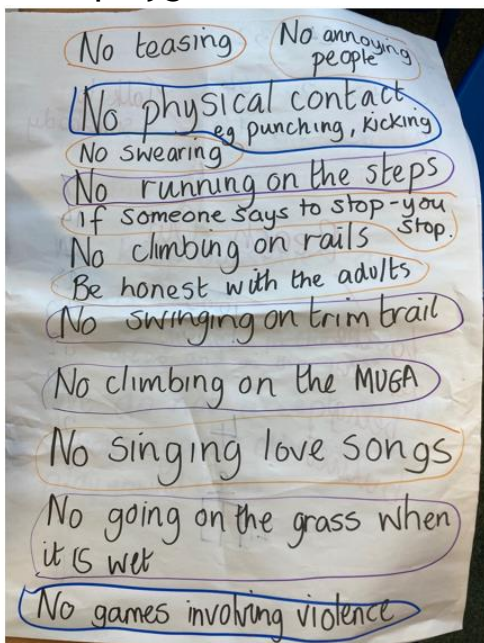 No teasing
No annoying
people
No physical contact
eg punching, kicking
No swearing
No running on the steps
If someone says to stop - you
stop.
No climbing on rails
Be honest with the adults
No swinging on trim trail
No climbing on the MUGA
No singing love songs
No going on the grass when
it is wet
No games involving violence